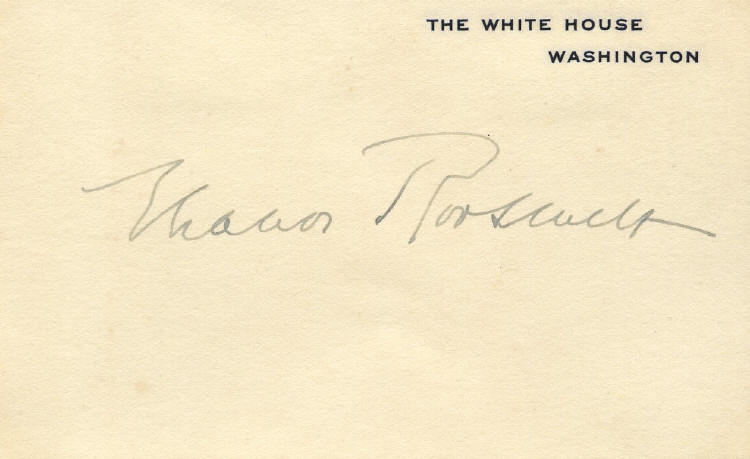 THE WHITE HOUSE
WASHINGTON
Eleanor Roosevelt